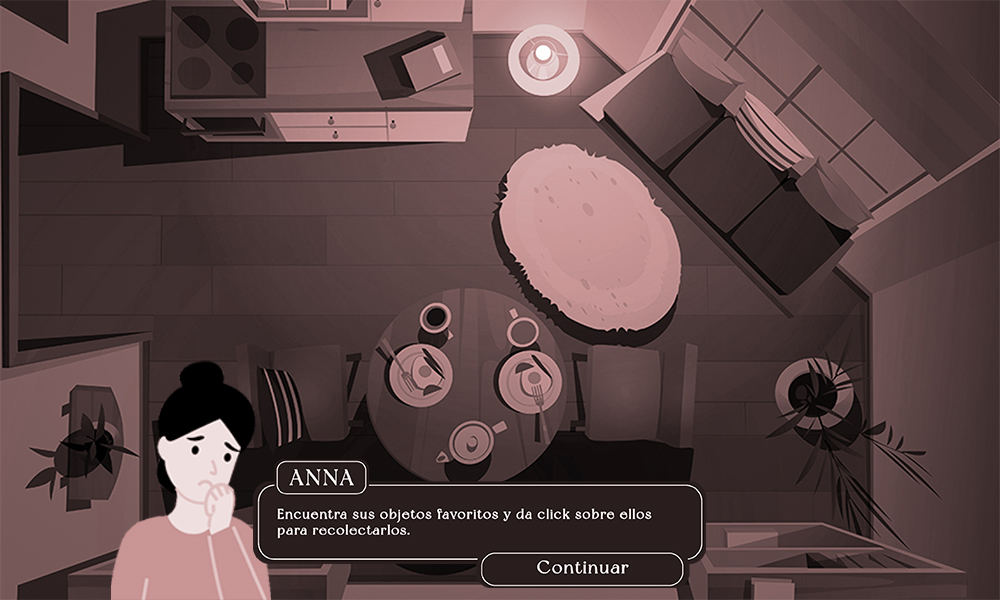 ANNA
Encuentra sus objetos favoritos y da click sobre ellos
para recolectarlos.
Continuar